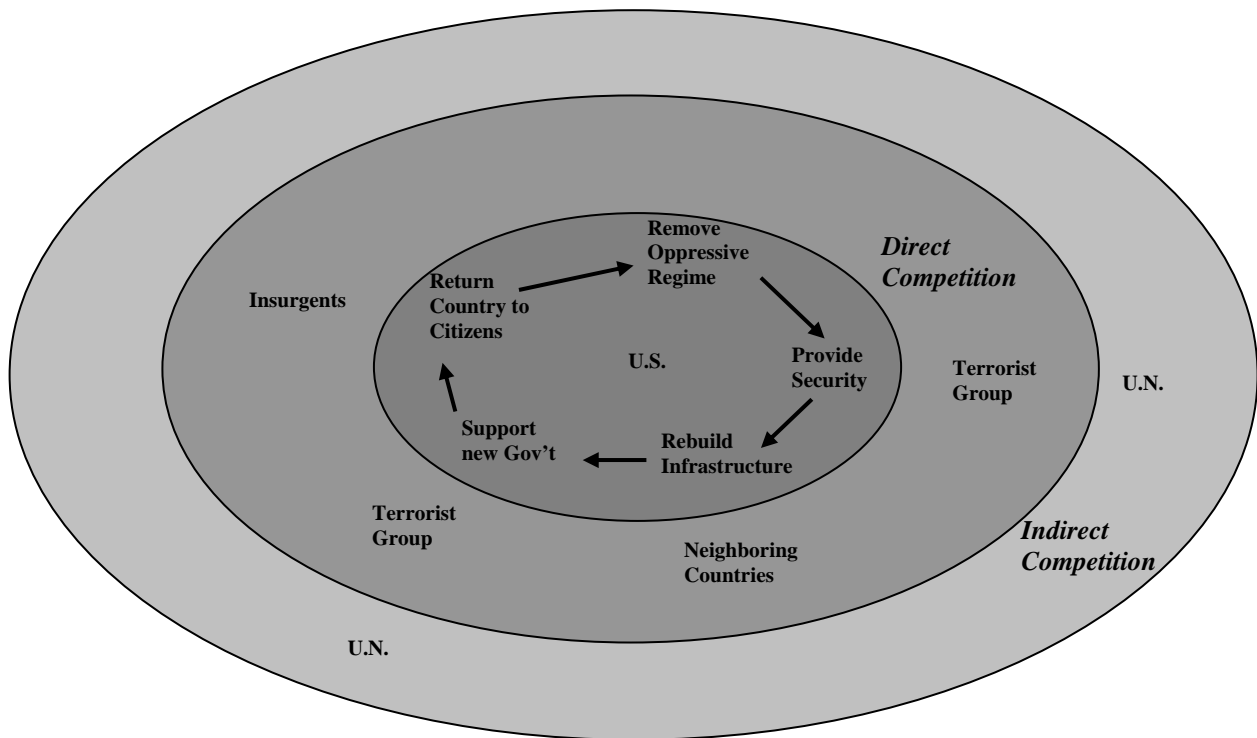 Remove
Oppressive
Regime
Direct
Competition
Return
Country to
Citizens
Insurgents
U.S.
Provide
Security
Terrorist
Group
U.N.
Support
new Gov't
Rebuild
Infrastructure
Terrorist
Group
Neighboring
Countries
Indirect
Competition
U.N.